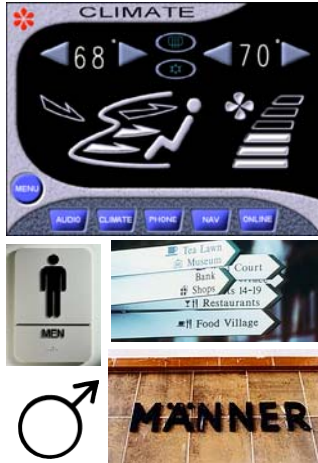 CLIMATE
68°
70°
MENU
AUDIO
CLIMATE
PHONE
NAV
ONLINE
MEN
Tea Lawn
Museum
Court
Bank
Shops
14-19
Restaurants
Food Village
MÄNNER